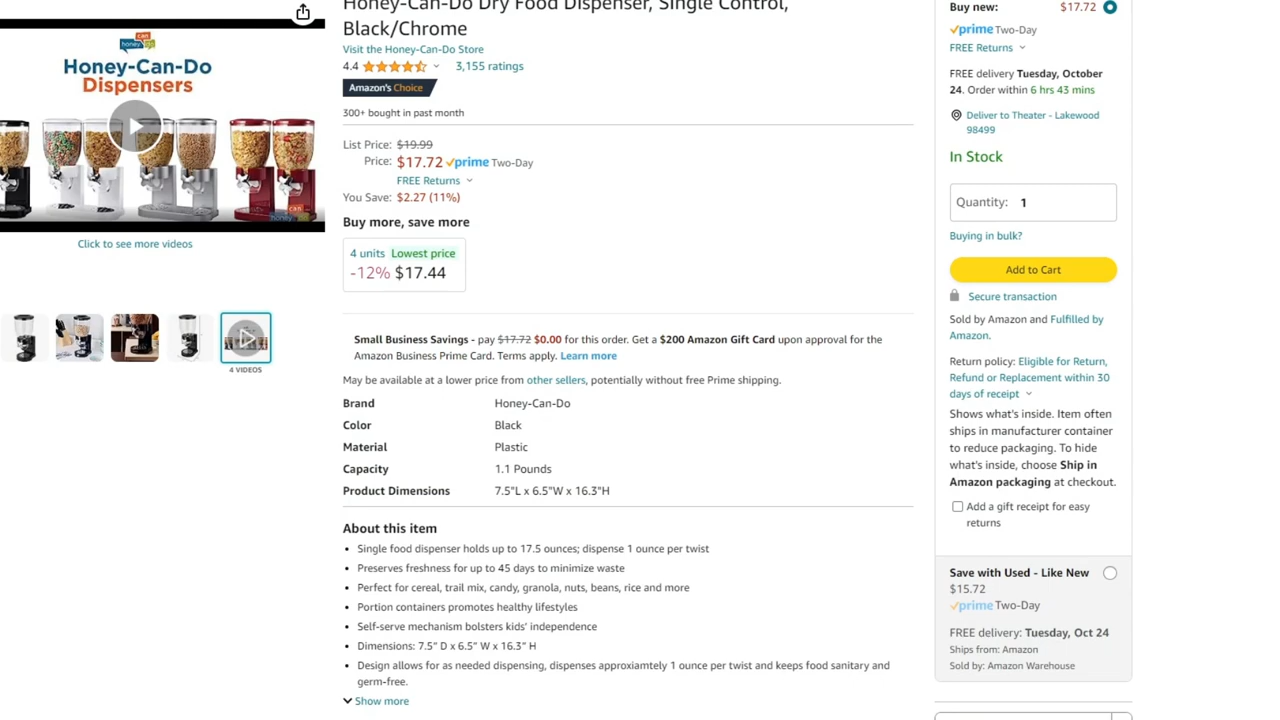 Honey-Can-Do Dry Food Dispenser, Single Control,
Black/Chrome
Visit the Honey-Can-Do Store
4.4 3,155 ratings
Amazon's Choice
300+ bought in past month
List Price: $19.99
Price: $17.72 prime Two-Day
FREE Returns
You Save: $2.27 (11%)
Buy more, save more
4 units Lowest price
-12% $17.44
Small Business Savings - pay $17.72 $0.00 for this order. Get a $200 Amazon Gift Card upon approval for the
Amazon Business Prime Card. Terms apply. Learn more
May be available at a lower price from other sellers, potentially without free Prime shipping.
Brand Honey-Can-Do
Color Black
Material Plastic
Capacity 1.1 Pounds
Product Dimensions 7.5"L x 6.5"W x 16.3"H
About this item
Single food dispenser holds up to 17.5 ounces; dispense 1 ounce per twist
Preserves freshness for up to 45 days to minimize waste
Perfect for cereal, trail mix, candy, granola, nuts, beans, rice and more
Portion containers promotes healthy lifestyles
Self-serve mechanism bolsters kids' independence
Dimensions: 7.5" D x 6.5" W x 16.3" H
Design allows for as needed dispensing, dispenses approxiamtely 1 ounce per twist and keeps food sanitary and
germ-free.
Show more
can
honey do
Honey-Can-Do
Dispensers
can
honey do
Click to see more videos
4 VIDEOS
Buy new: $17.72
prime Two-Day
FREE Returns
FREE delivery Tuesday, October
24. Order within 6 hrs 43 mins
Deliver to Theater - Lakewood
98499
In Stock
Quantity: 1
Buying in bulk?
Add to Cart
Secure transaction
Sold by Amazon and Fulfilled by
Amazon.
Return policy: Eligible for Return,
Refund or Replacement within 30
days of receipt
Shows what's inside. Item often
ships in manufacturer container
to reduce packaging. To hide
what's inside, choose Ship in
Amazon packaging at checkout.
Add a gift receipt for easy
returns
Save with Used - Like New
$15.72
prime Two-Day
FREE delivery: Tuesday, Oct 24
Ships from: Amazon
Sold by: Amazon Warehouse